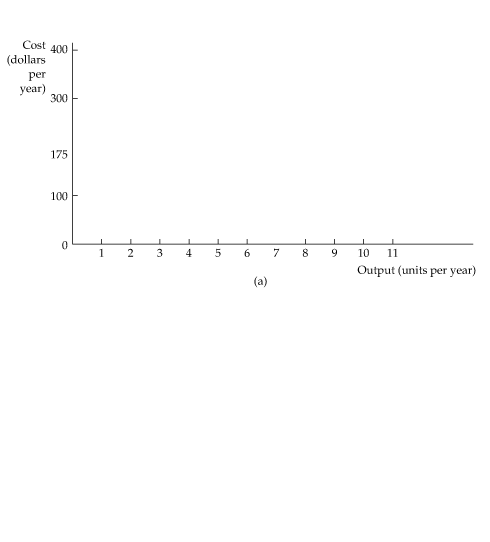 Cost
(dollars
per
year)
400
300
175
100
0
1 2 3 4 5 6 7 8 9 10 11
Output (units per year)
(a)